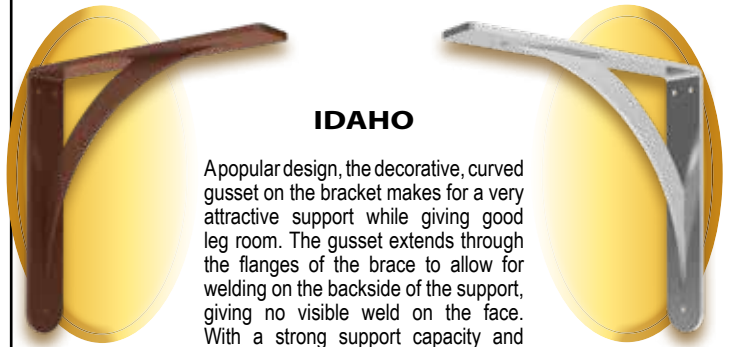 IDAHO
A popular design, the decorative, curved
gusset on the bracket makes for a very
attractive support while giving good
leg room. The gusset extends through
the flanges of the brace to allow for
welding on the backside of the support,
giving no visible weld on the face.
With a strong support capacity and